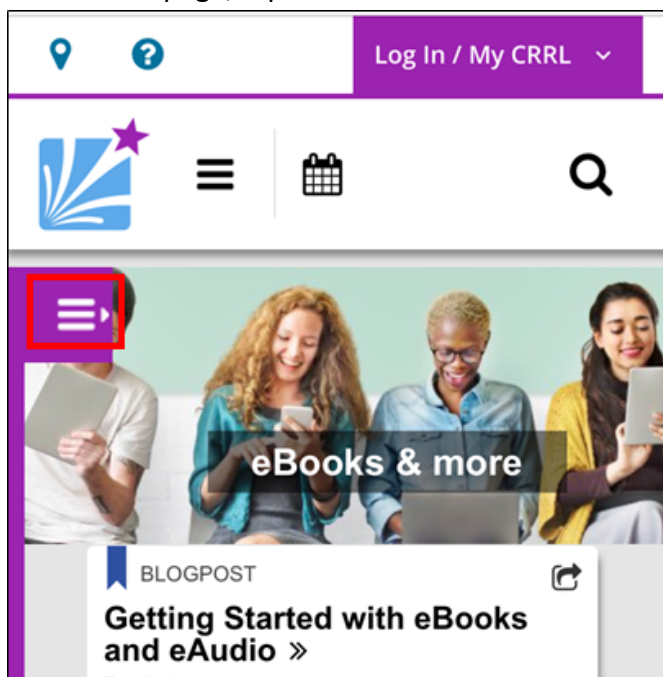 Log In / My CRRL
eBooks & more
BLOGPOST
Getting Started with eBooks
and eAudio »